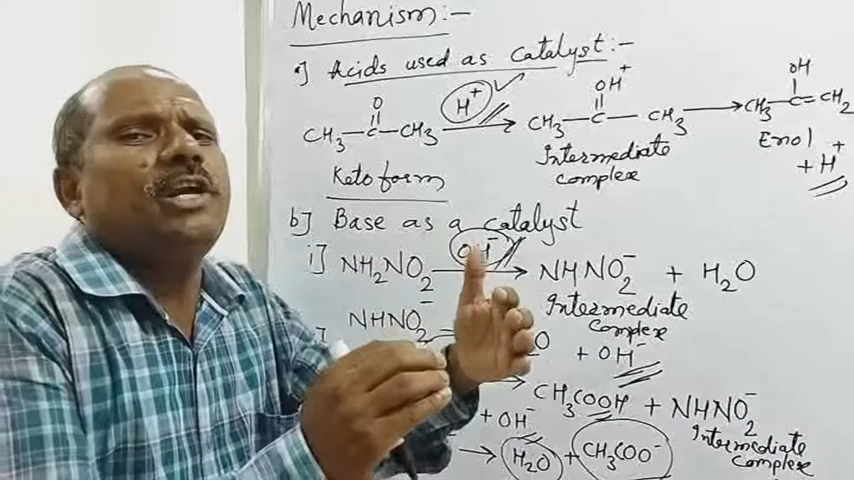 Mechanism:-
a) Acids used as catalyst:-
O H+ OH+ OH
CH3-C-CH3 → CH3-C-CH3 → CH3-C=CH2
Keto form Intermediate complex Enol + H+
b] Base as a catalyst
i] NH2NO2 OH- → NHNO2- + H2O
Intermediate complex
NHNO2- O + OH-
→ CH3COOH + NHNO2-
+ OH- Intermediate complex
→ H2O + CH3COO-